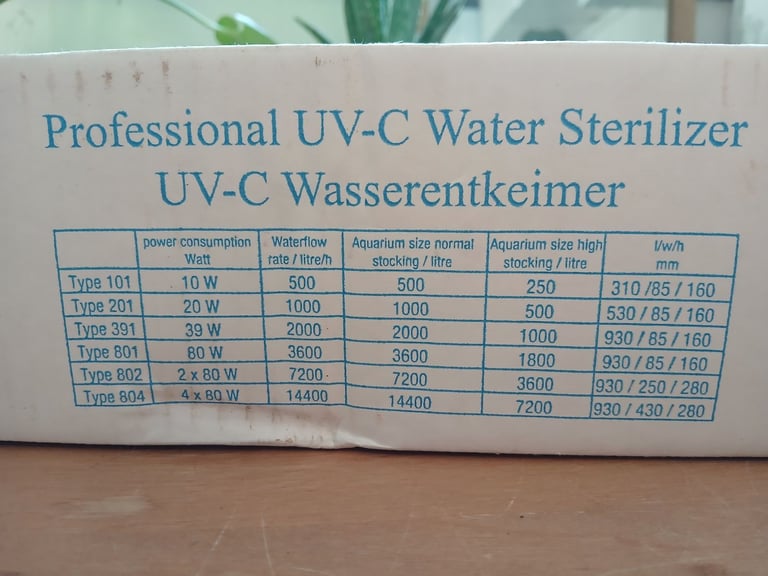 Professional UV-C Water Sterilizer
UV-C Wasserentkeimer
power consumption Watt | Waterflow rate / litre/h | Aquarium size normal stocking / litre | Aquarium size high stocking / litre | l/w/h mm
Type 101 | 10 W | 500 | 500 | 250 | 310 /85 / 160
Type 201 | 20 W | 1000 | 1000 | 500 | 530 / 85 / 160
Type 391 | 39 W | 2000 | 2000 | 1000 | 930 / 85 / 160
Type 801 | 80 W | 3600 | 3600 | 1800 | 930 / 85 / 160
Type 802 | 2 x 80 W | 7200 | 7200 | 3600 | 930 / 250 / 280
Type 804 | 4 x 80 W | 14400 | 14400 | 7200 | 930 / 430 / 280